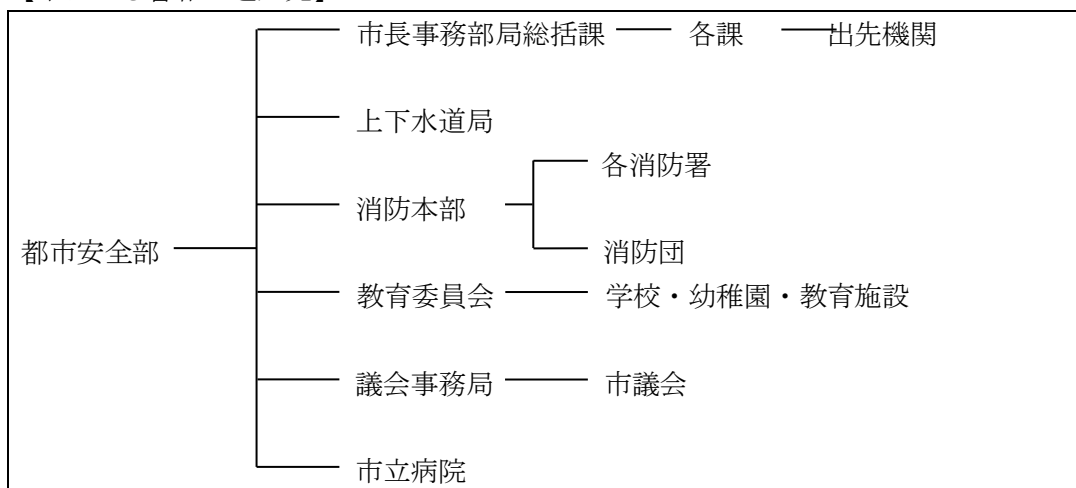 市長事務部局総括課 各課 出先機関
上下水道局
各消防署
消防本部
都市安全部
消防団
教育委員会 学校・幼稚園・教育施設
議会事務局 市議会
市立病院